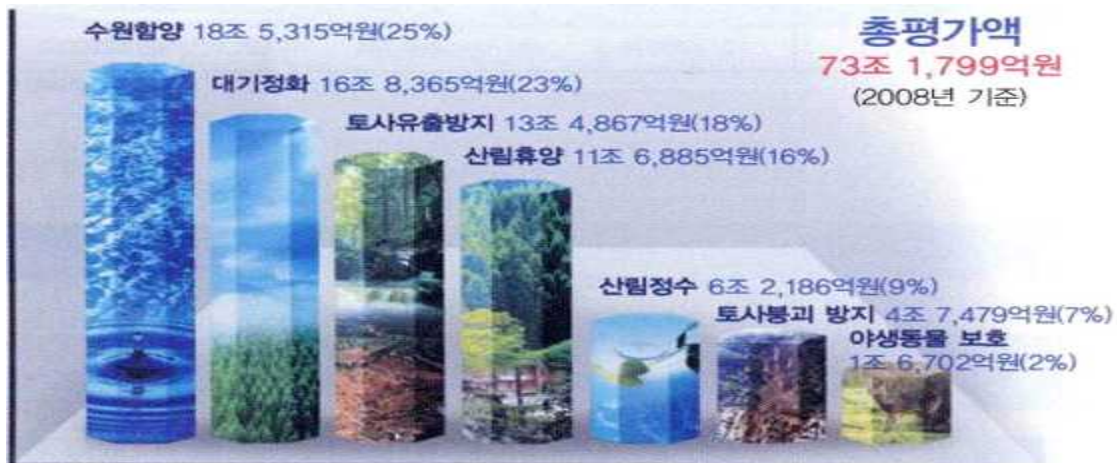 수원함양 18조 5,315억원(25%)
총평가액
73조 1,799억원
(2008년 기준)
대기정화 16조 8,365억원(23%)
토사유출방지 13조 4,867억원(18%)
산림휴양 11조 6,885억원(16%)
산림정수 6조 2,186억원(9%)
토사붕괴 방지 4조 7,479억원(7%)
야생동물 보호
1조 6,702억원(2%)